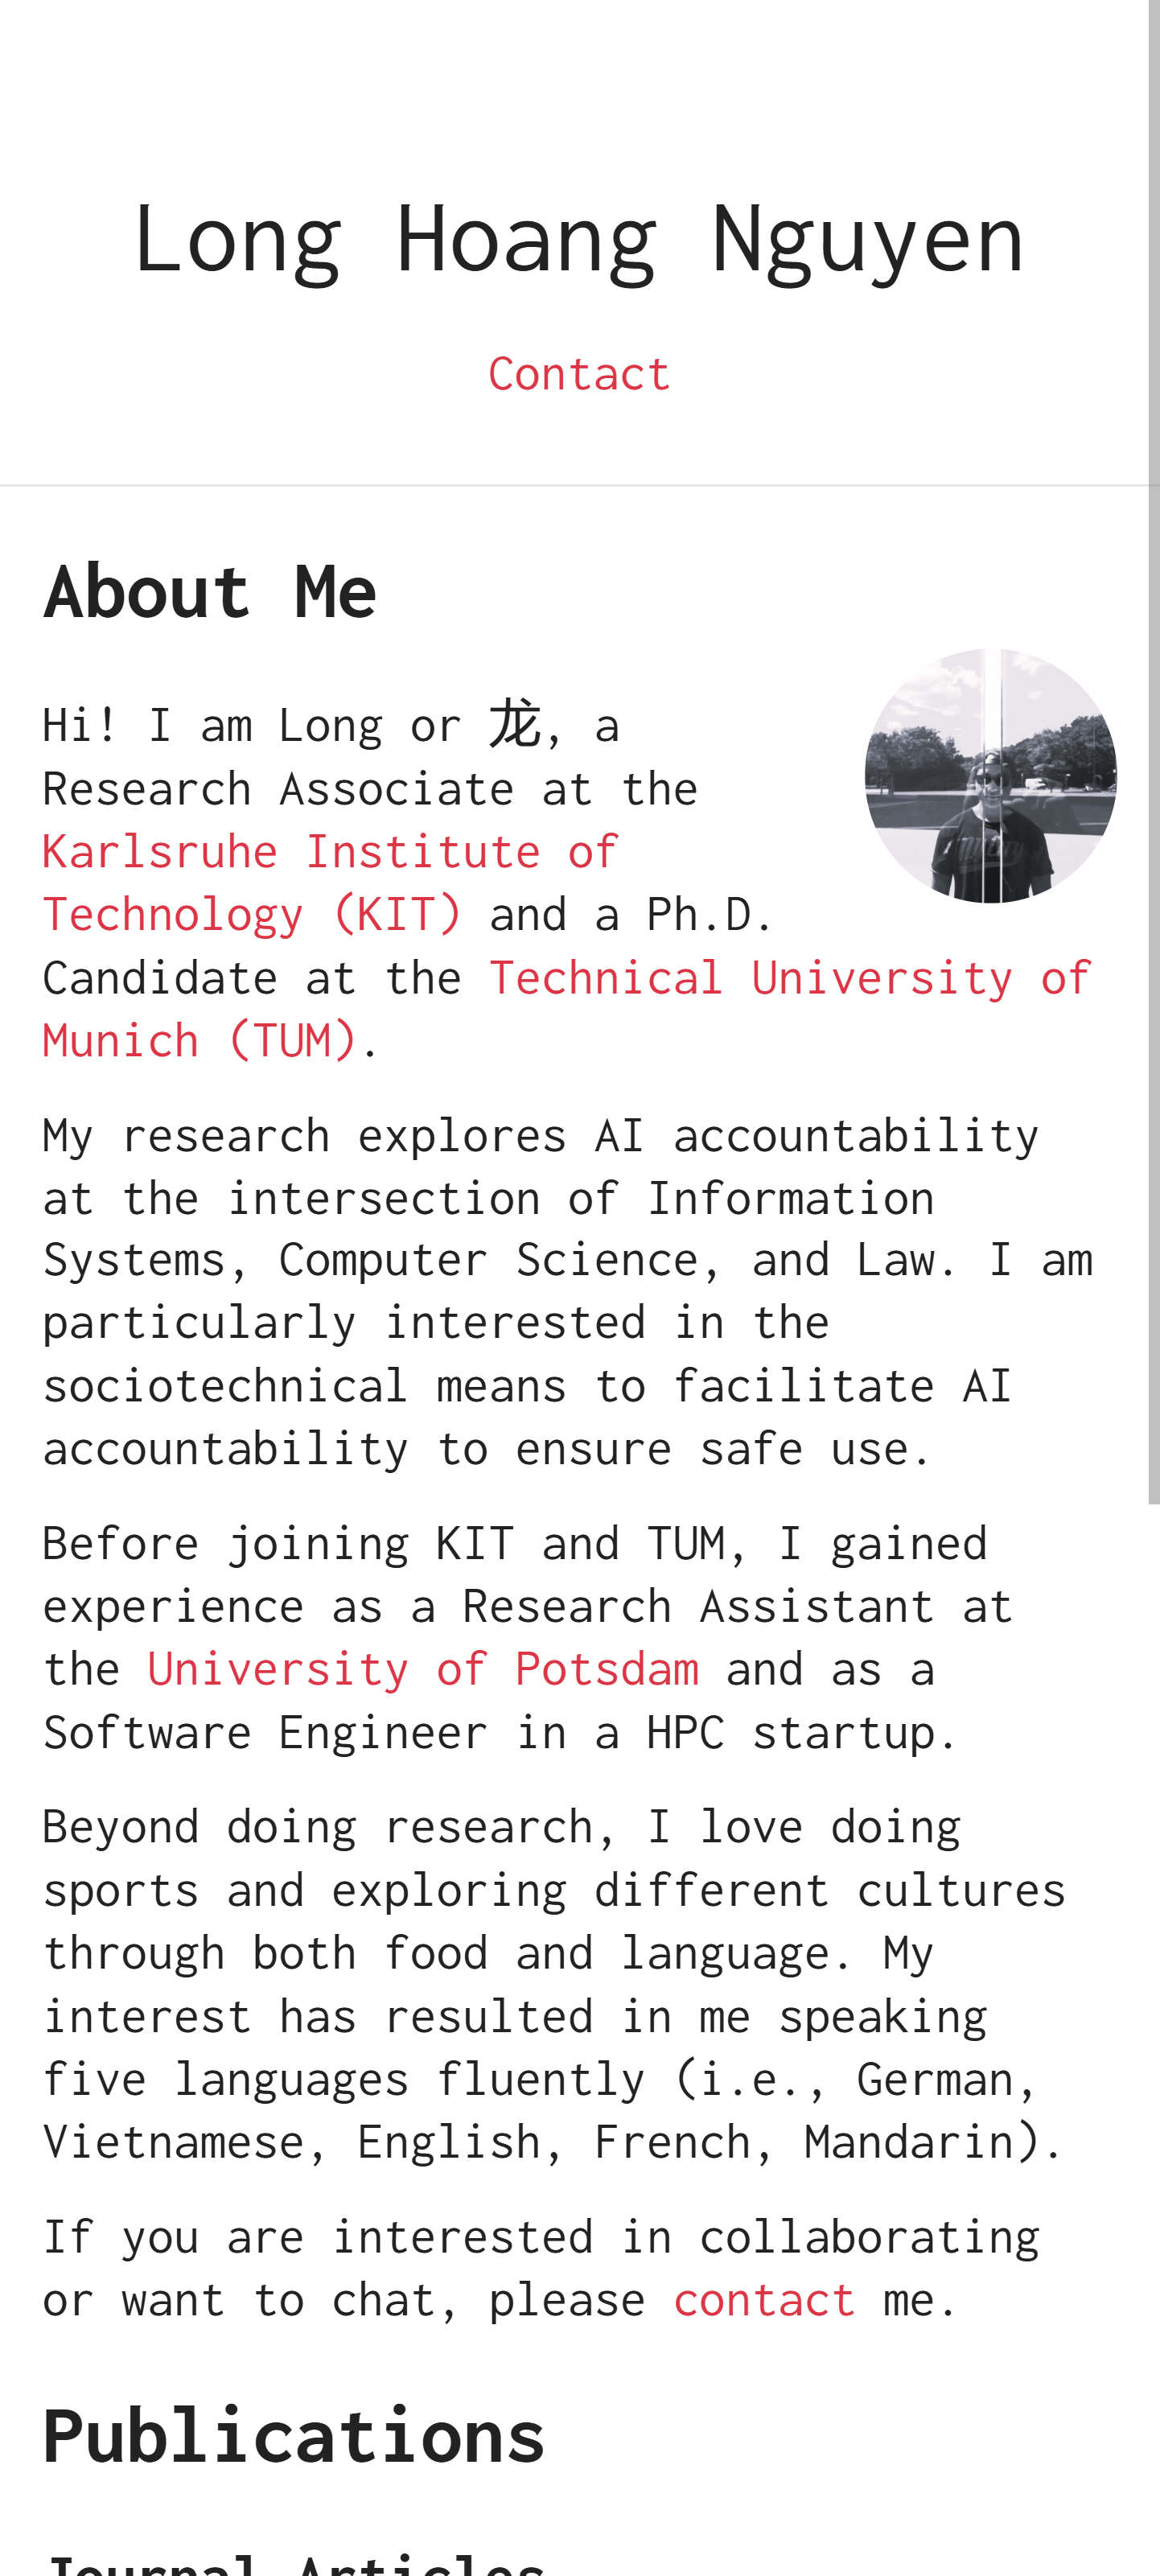 Long Hoang Nguyen
Contact
About Me
Hi! I am Long or 龙, a
Research Associate at the
Karlsruhe Institute of
Technology (KIT) and a Ph.D.
Candidate at the Technical University of
Munich (TUM).
My research explores AI accountability
at the intersection of Information
Systems, Computer Science, and Law. I am
particularly interested in the
sociotechnical means to facilitate AI
accountability to ensure safe use.
Before joining KIT and TUM, I gained
experience as a Research Assistant at
the University of Potsdam and as a
Software Engineer in a HPC startup.
Beyond doing research, I love doing
sports and exploring different cultures
through both food and language. My
interest has resulted in me speaking
five languages fluently (i.e., German,
Vietnamese, English, French, Mandarin).
If you are interested in collaborating
or want to chat, please contact me.
Publications
Journal Articles